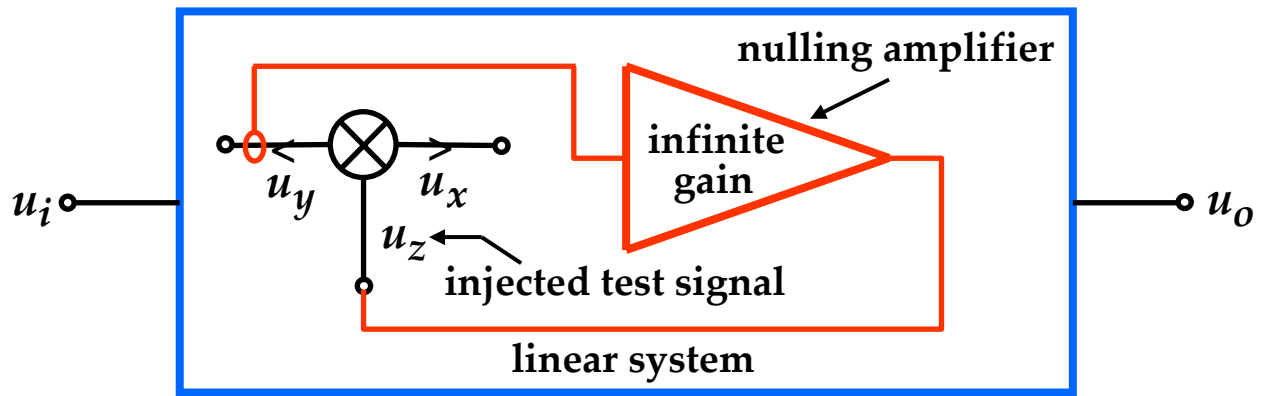 nulling amplifier
infinite
gain
u_y
u_x
u_i
u_o
u_z
injected test signal
linear system